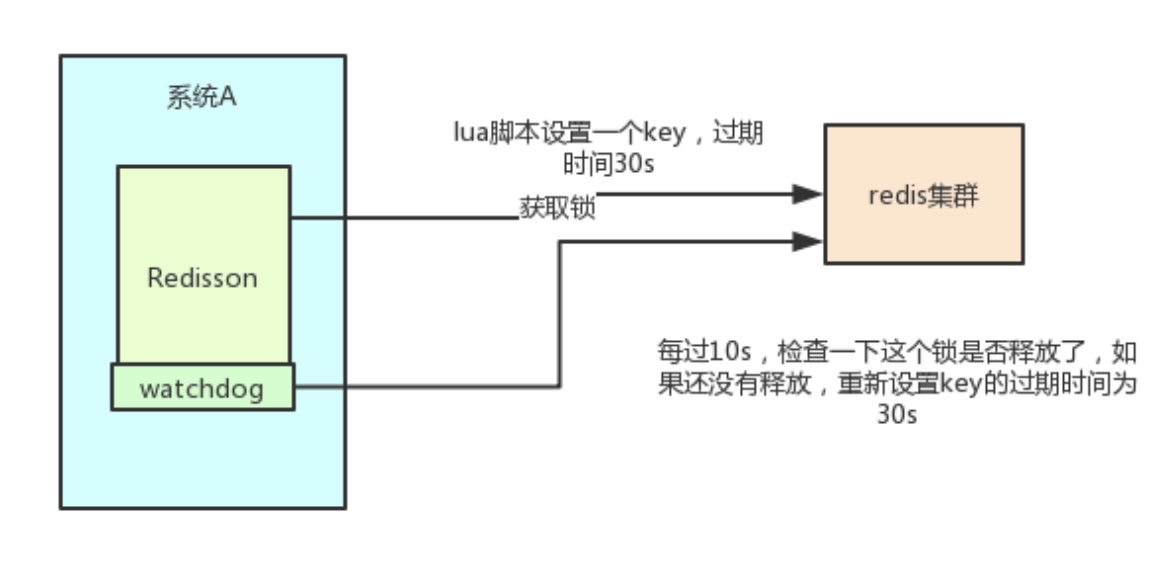 系统A
lua脚本设置一个key，过期
时间30s
获取锁
redis集群
Redisson
watchdog
每过10s，检查一下这个锁是否释放了，如
果还没有释放，重新设置key的过期时间为
30s